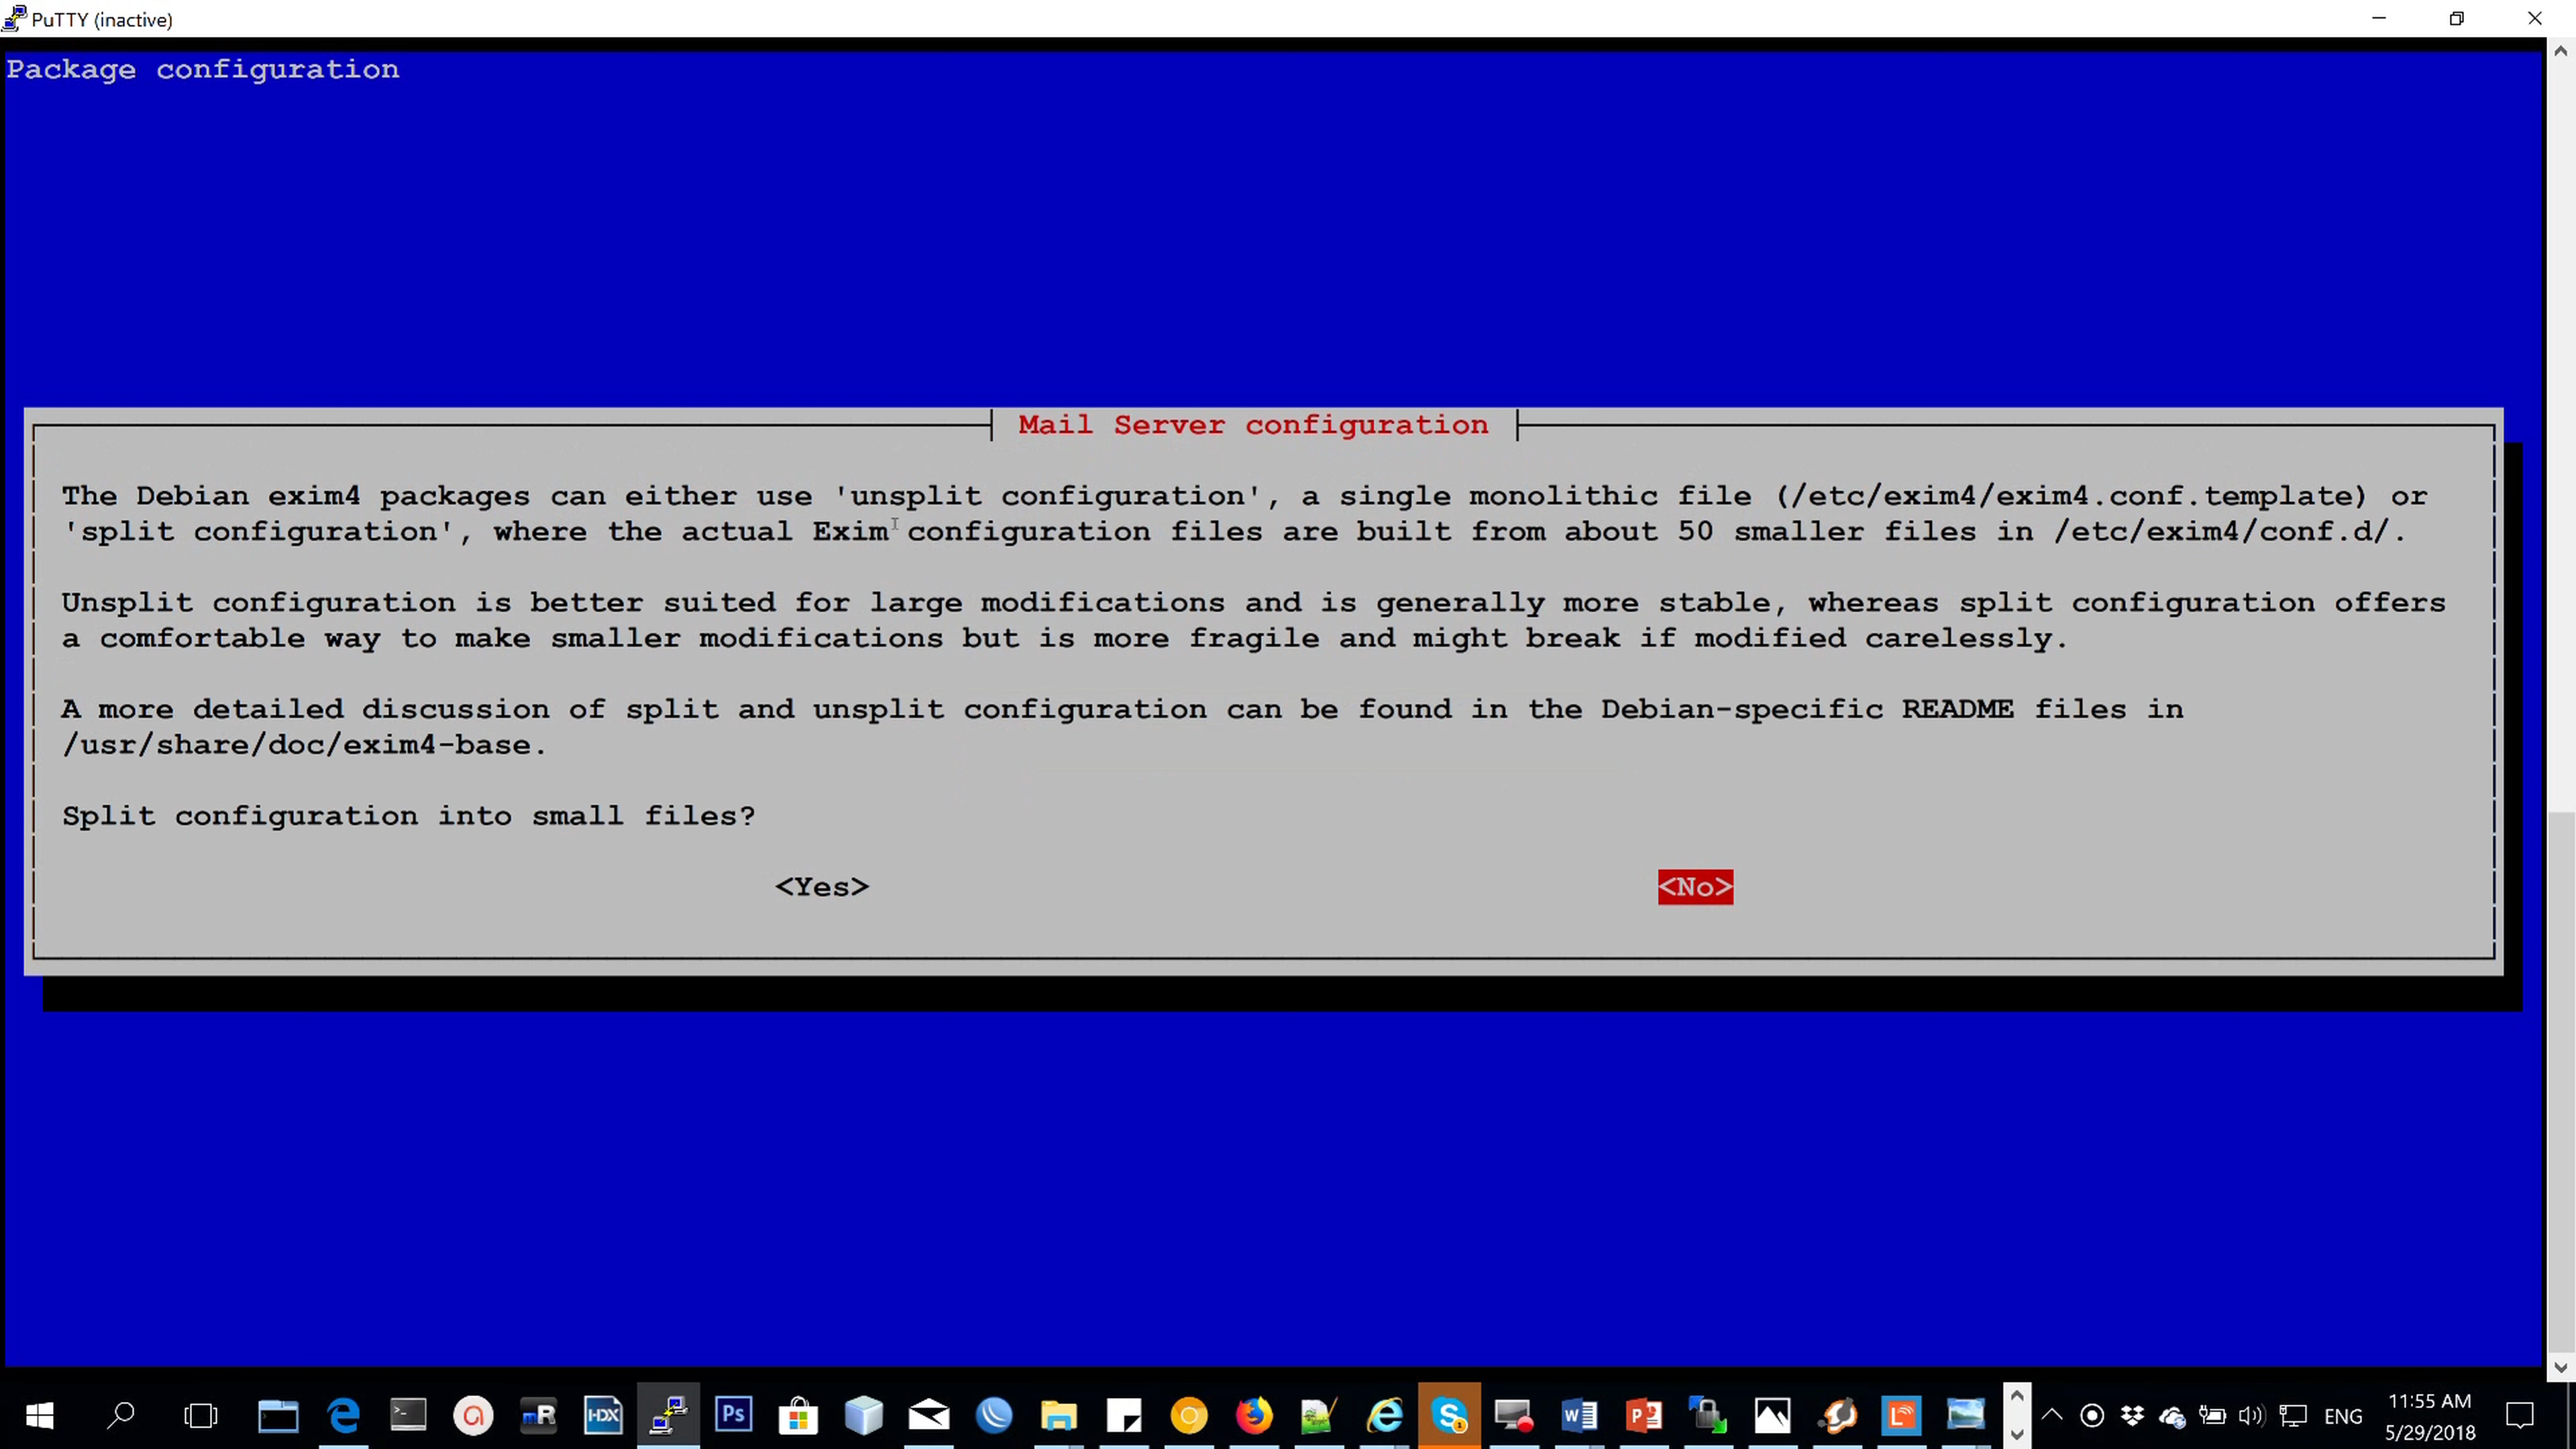 PuTTY (inactive)
Package configuration
Mail Server configuration
The Debian exim4 packages can either use 'unsplit configuration', a single monolithic file (/etc/exim4/exim4.conf.template) or
'split configuration', where the actual Exim configuration files are built from about 50 smaller files in /etc/exim4/conf.d/.
Unsplit configuration is better suited for large modifications and is generally more stable, whereas split configuration offers
a comfortable way to make smaller modifications but is more fragile and might break if modified carelessly.
A more detailed discussion of split and unsplit configuration can be found in the Debian-specific README files in
/usr/share/doc/exim4-base.
Split configuration into small files?
<Yes> <No>
mR HDX Ps ENG
11:55 AM
5/29/2018